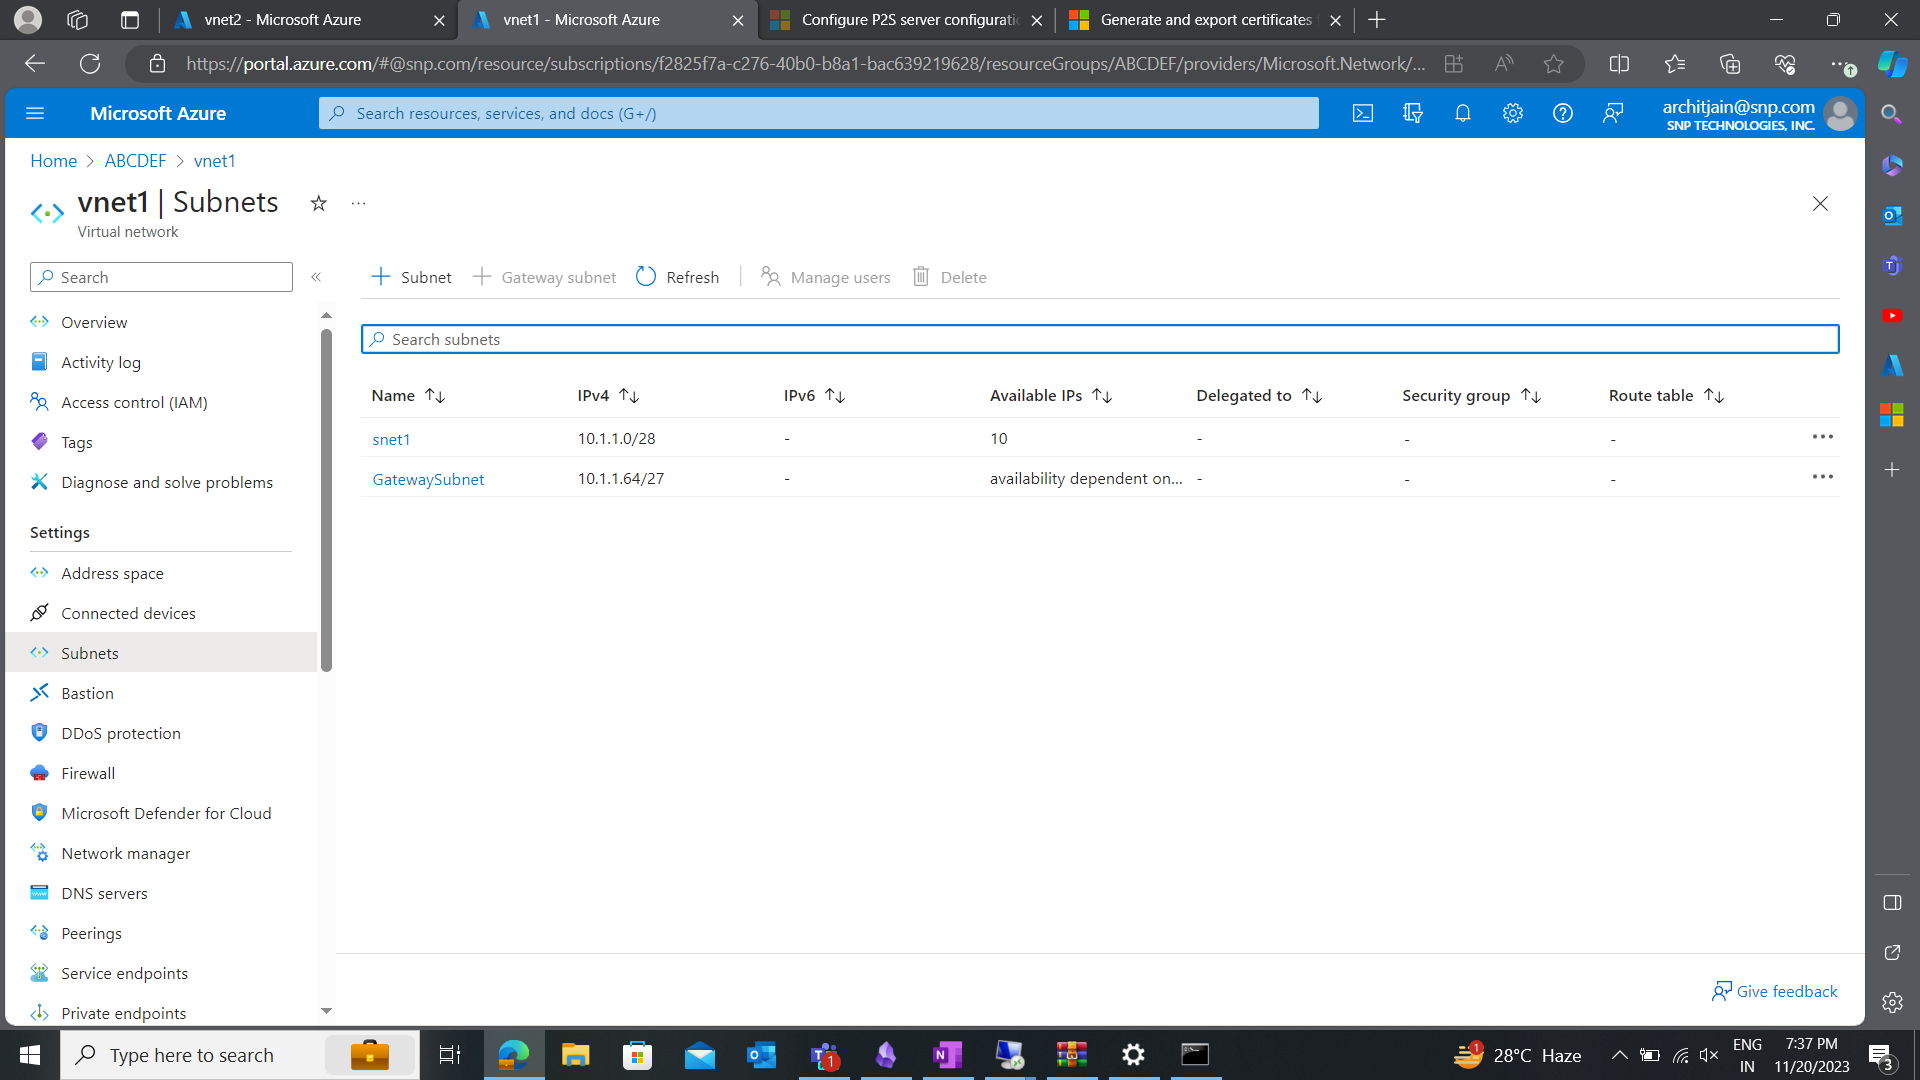 vnet2 - Microsoft Azure
vnet1 - Microsoft Azure
Configure P2S server configuratio
Generate and export certificates
https://portal.azure.com/#@snp.com/resource/subscriptions/f2825f7a-c276-40b0-b8a1-bac639219628/resourceGroups/ABCDEF/providers/Microsoft.Network/...
Microsoft Azure
Search resources, services, and docs (G+/)
architjain@snp.com
SNP TECHNOLOGIES, INC.
Home > ABCDEF > vnet1
vnet1 | Subnets
Virtual network
Search
Subnet
Gateway subnet
Refresh
Manage users
Delete
Search subnets
Name IPv4 IPv6 Available IPs Delegated to Security group Route table
snet1 10.1.1.0/28 - 10 - - -
GatewaySubnet 10.1.1.64/27 - availability dependent on... - - -
Overview
Activity log
Access control (IAM)
Tags
Diagnose and solve problems
Settings
Address space
Connected devices
Subnets
Bastion
DDoS protection
Firewall
Microsoft Defender for Cloud
Network manager
DNS servers
Peerings
Service endpoints
Private endpoints
Give feedback
Type here to search
1
1
28°C Haze
ENG
IN
7:37 PM
11/20/2023
3